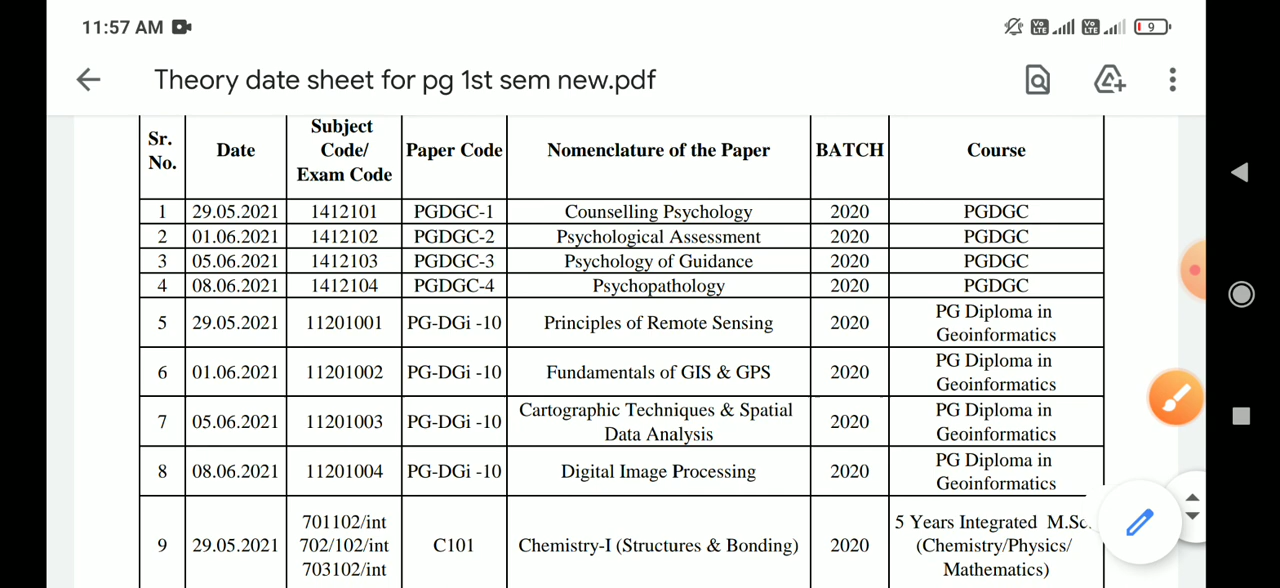 11:57 AM
Vo LTE Vo LTE 9
Theory date sheet for pg 1st sem new.pdf
Sr. No. Date Subject Code/ Exam Code Paper Code Nomenclature of the Paper BATCH Course
1 29.05.2021 1412101 PGDGC-1 Counselling Psychology 2020 PGDGC
2 01.06.2021 1412102 PGDGC-2 Psychological Assessment 2020 PGDGC
3 05.06.2021 1412103 PGDGC-3 Psychology of Guidance 2020 PGDGC
4 08.06.2021 1412104 PGDGC-4 Psychopathology 2020 PGDGC
5 29.05.2021 11201001 PG-DGi -10 Principles of Remote Sensing 2020 PG Diploma in Geoinformatics
6 01.06.2021 11201002 PG-DGi -10 Fundamentals of GIS & GPS 2020 PG Diploma in Geoinformatics
7 05.06.2021 11201003 PG-DGi -10 Cartographic Techniques & Spatial Data Analysis 2020 PG Diploma in Geoinformatics
8 08.06.2021 11201004 PG-DGi -10 Digital Image Processing 2020 PG Diploma in Geoinformatics
9 29.05.2021 701102/int 702/102/int 703102/int C101 Chemistry-I (Structures & Bonding) 2020 5 Years Integrated M.Sc. (Chemistry/Physics/ Mathematics)